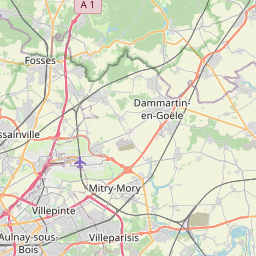 A 1
Fosses
Dammartin-
en-Goële
ssainville
Mitry-Mory
Villepinte
Aulnay-sous-
Bois
Villeparisis